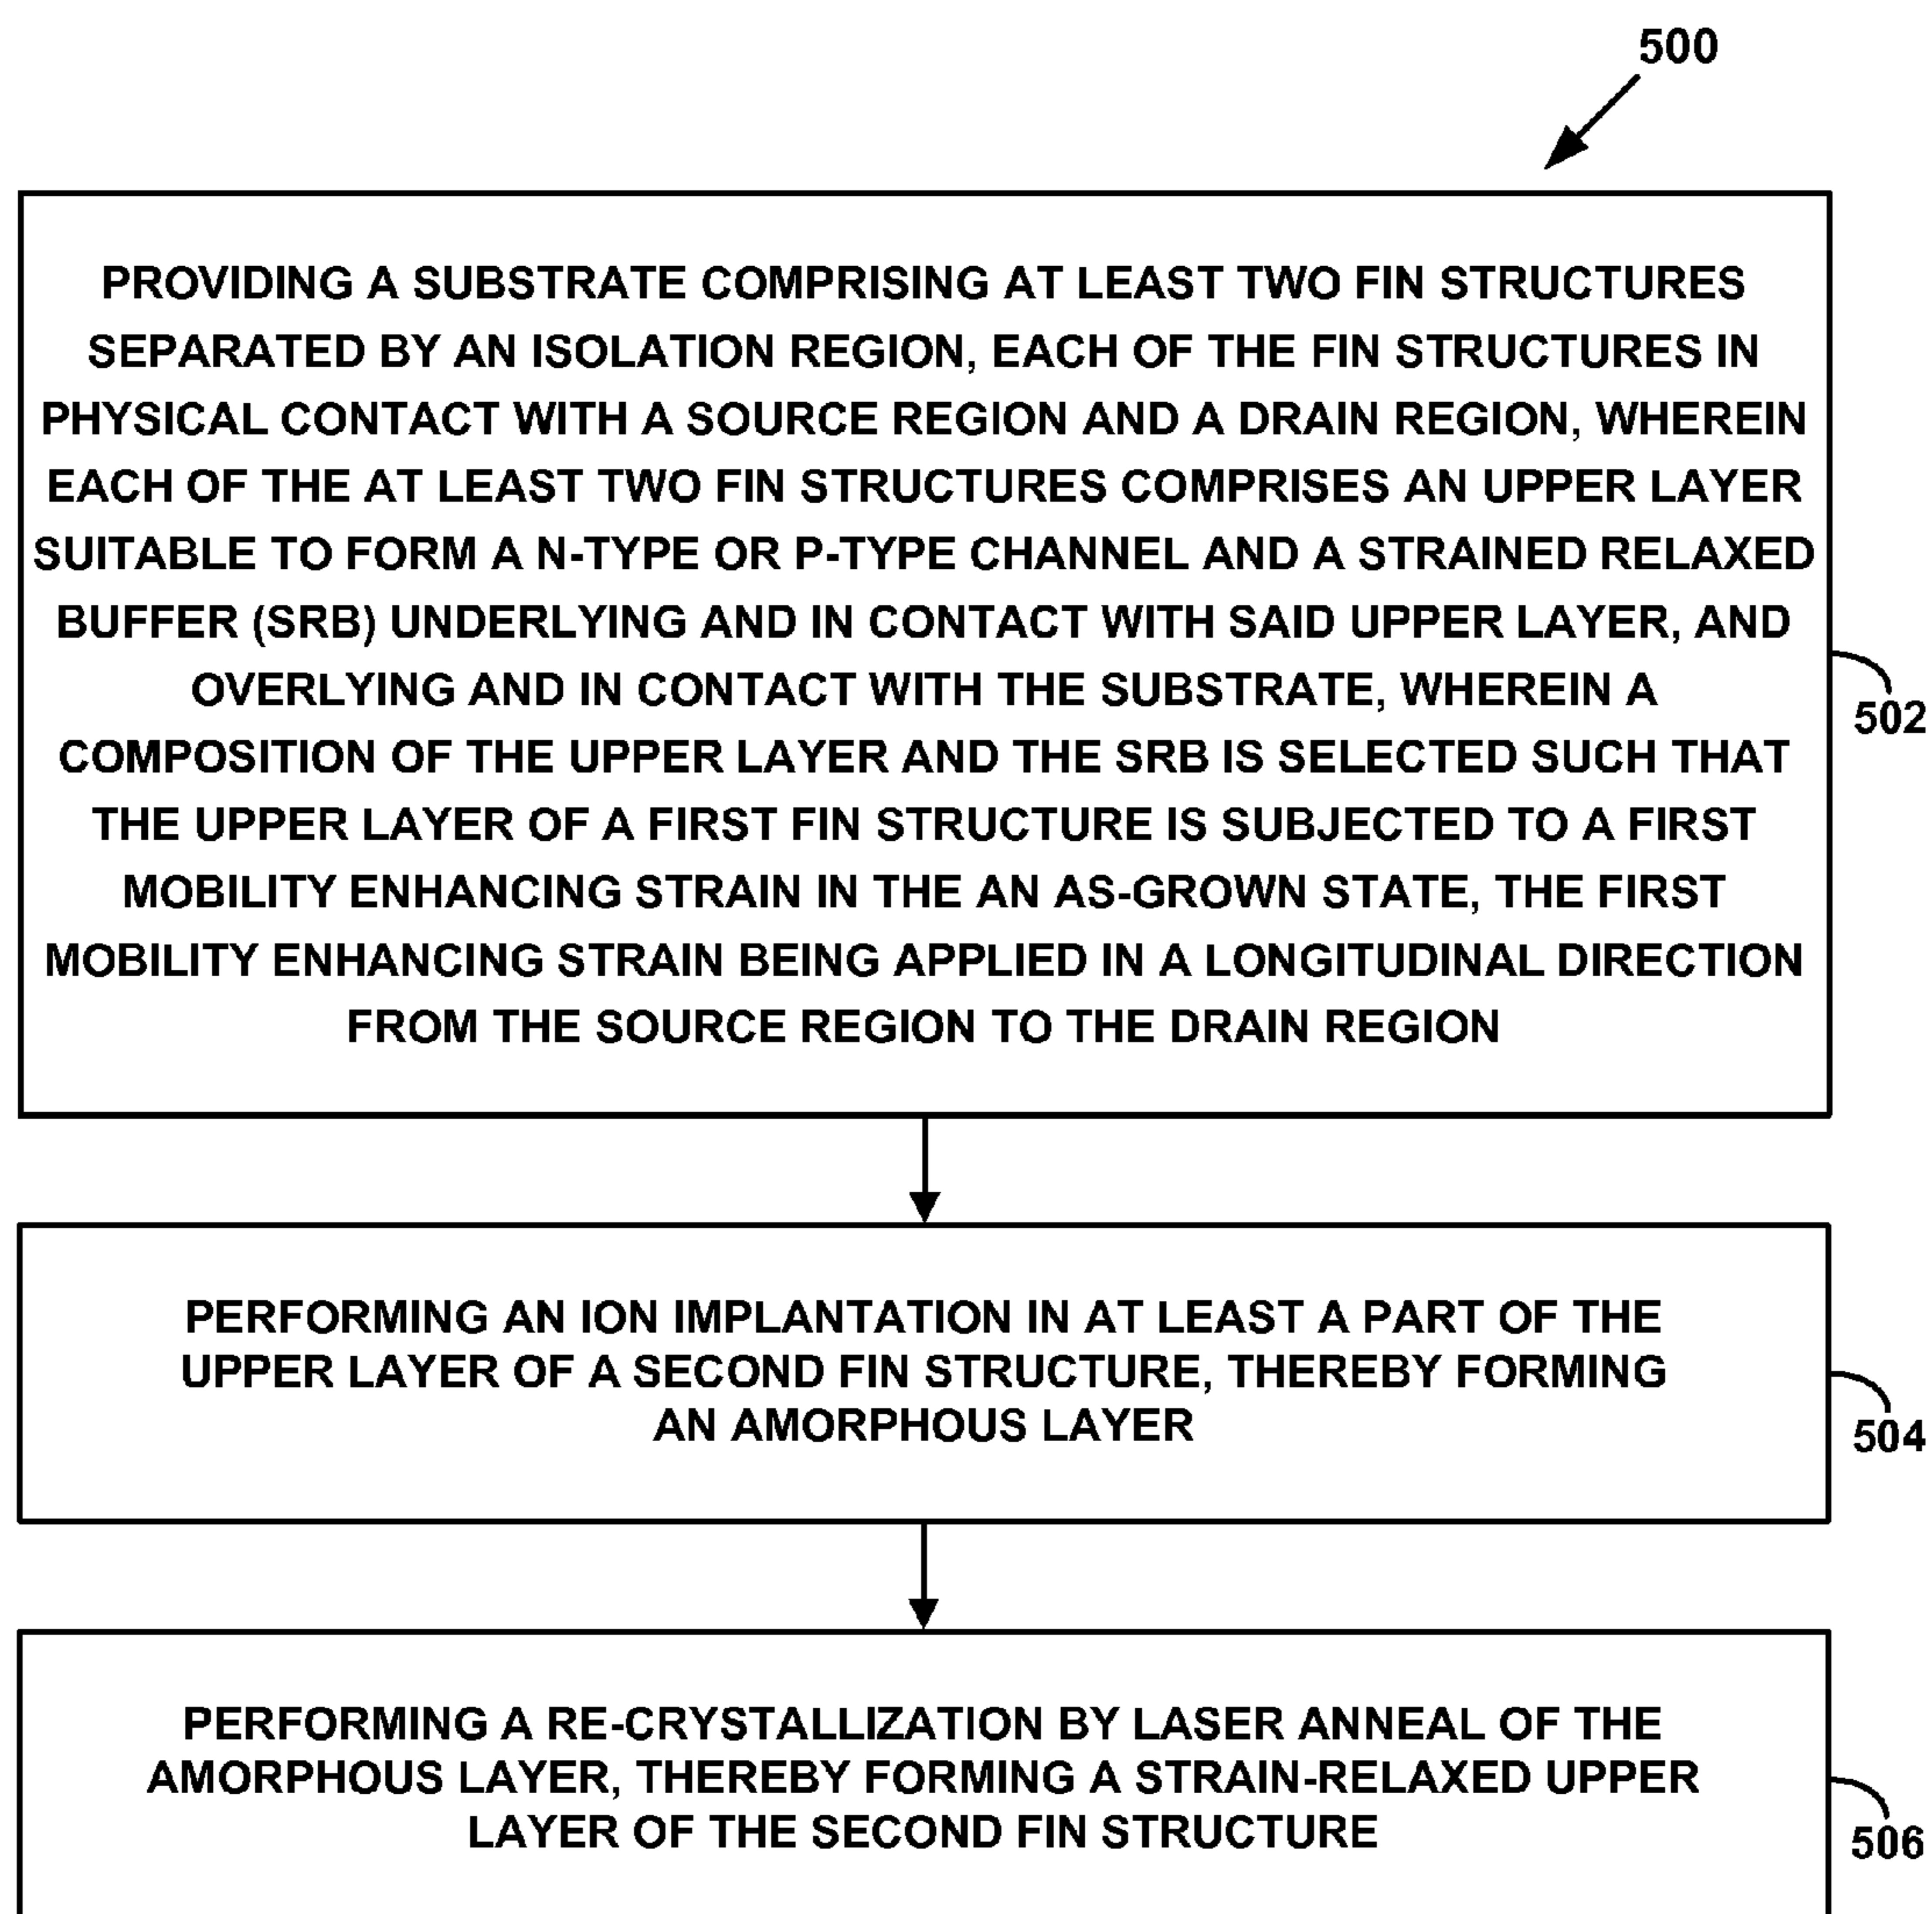 500
PROVIDING A SUBSTRATE COMPRISING AT LEAST TWO FIN STRUCTURES
SEPARATED BY AN ISOLATION REGION, EACH OF THE FIN STRUCTURES IN
PHYSICAL CONTACT WITH A SOURCE REGION AND A DRAIN REGION, WHEREIN
EACH OF THE AT LEAST TWO FIN STRUCTURES COMPRISES AN UPPER LAYER
SUITABLE TO FORM A N-TYPE OR P-TYPE CHANNEL AND A STRAINED RELAXED
BUFFER (SRB) UNDERLYING AND IN CONTACT WITH SAID UPPER LAYER, AND
OVERLYING AND IN CONTACT WITH THE SUBSTRATE, WHEREIN A
COMPOSITION OF THE UPPER LAYER AND THE SRB IS SELECTED SUCH THAT
THE UPPER LAYER OF A FIRST FIN STRUCTURE IS SUBJECTED TO A FIRST
MOBILITY ENHANCING STRAIN IN THE AN AS-GROWN STATE, THE FIRST
MOBILITY ENHANCING STRAIN BEING APPLIED IN A LONGITUDINAL DIRECTION
FROM THE SOURCE REGION TO THE DRAIN REGION
502
PERFORMING AN ION IMPLANTATION IN AT LEAST A PART OF THE
UPPER LAYER OF A SECOND FIN STRUCTURE, THEREBY FORMING
AN AMORPHOUS LAYER
504
PERFORMING A RE-CRYSTALLIZATION BY LASER ANNEAL OF THE
AMORPHOUS LAYER, THEREBY FORMING A STRAIN-RELAXED UPPER
LAYER OF THE SECOND FIN STRUCTURE
506